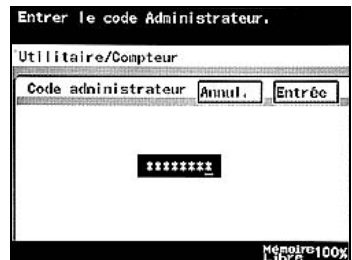 Entrer le code Administrateur.
Utilitaire/Compteur
Code administrateur Annul. Entrée
********
Mémoire
Libre 100%